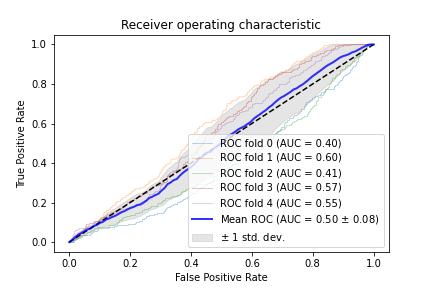 Receiver operating characteristic
True Positive Rate
1.0
0.8
0.6
0.4
0.2
0.0
ROC fold 0 (AUC = 0.40)
ROC fold 1 (AUC = 0.60)
ROC fold 2 (AUC = 0.41)
ROC fold 3 (AUC = 0.57)
ROC fold 4 (AUC = 0.55)
Mean ROC (AUC = 0.50 ± 0.08)
± 1 std. dev.
0.0 0.2 0.4 0.6 0.8 1.0
False Positive Rate